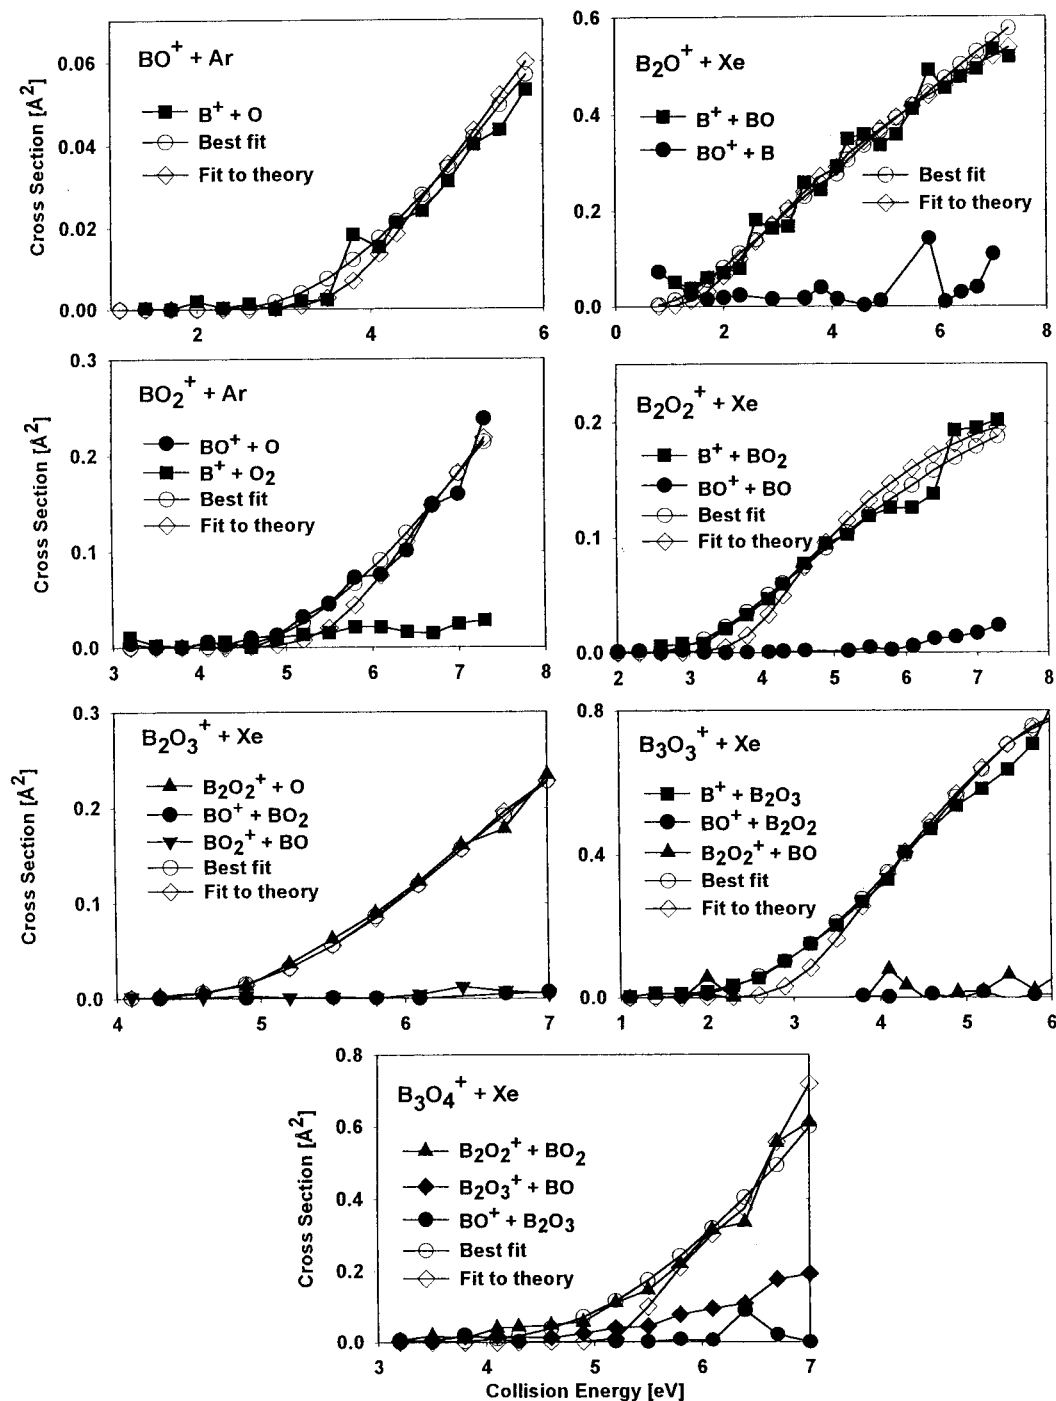 BO+ + Ar
B+ + O
Best fit
Fit to theory
Cross Section [Å2]
0.06
0.04
0.02
0.00
2
4
6
B2O+ + Xe
B+ + BO
BO+ + B
Best fit
Fit to theory
0.6
0.4
0.2
0.0
0
2
4
6
8
BO2+ + Ar
BO+ + O
B+ + O2
Best fit
Fit to theory
Cross Section [Å2]
0.3
0.2
0.1
0.0
3
4
5
6
7
8
B2O2+ + Xe
B+ + BO2
BO+ + BO
Best fit
Fit to theory
0.2
0.1
0.0
2
3
4
5
6
7
8
B2O3+ + Xe
B2O2+ + O
BO+ + BO2
BO2+ + BO
Best fit
Fit to theory
Cross Section [Å2]
0.3
0.2
0.1
0.0
4
5
6
7
B3O3+ + Xe
B+ + B2O3
BO+ + B2O2
B2O2+ + BO
Best fit
Fit to theory
0.8
0.4
0.0
1
2
3
4
5
6
B3O4+ + Xe
B2O2+ + BO2
B2O3+ + BO
BO+ + B2O3
Best fit
Fit to theory
Cross Section [Å2]
0.8
0.6
0.4
0.2
0.0
3
4
5
6
7
Collision Energy [eV]